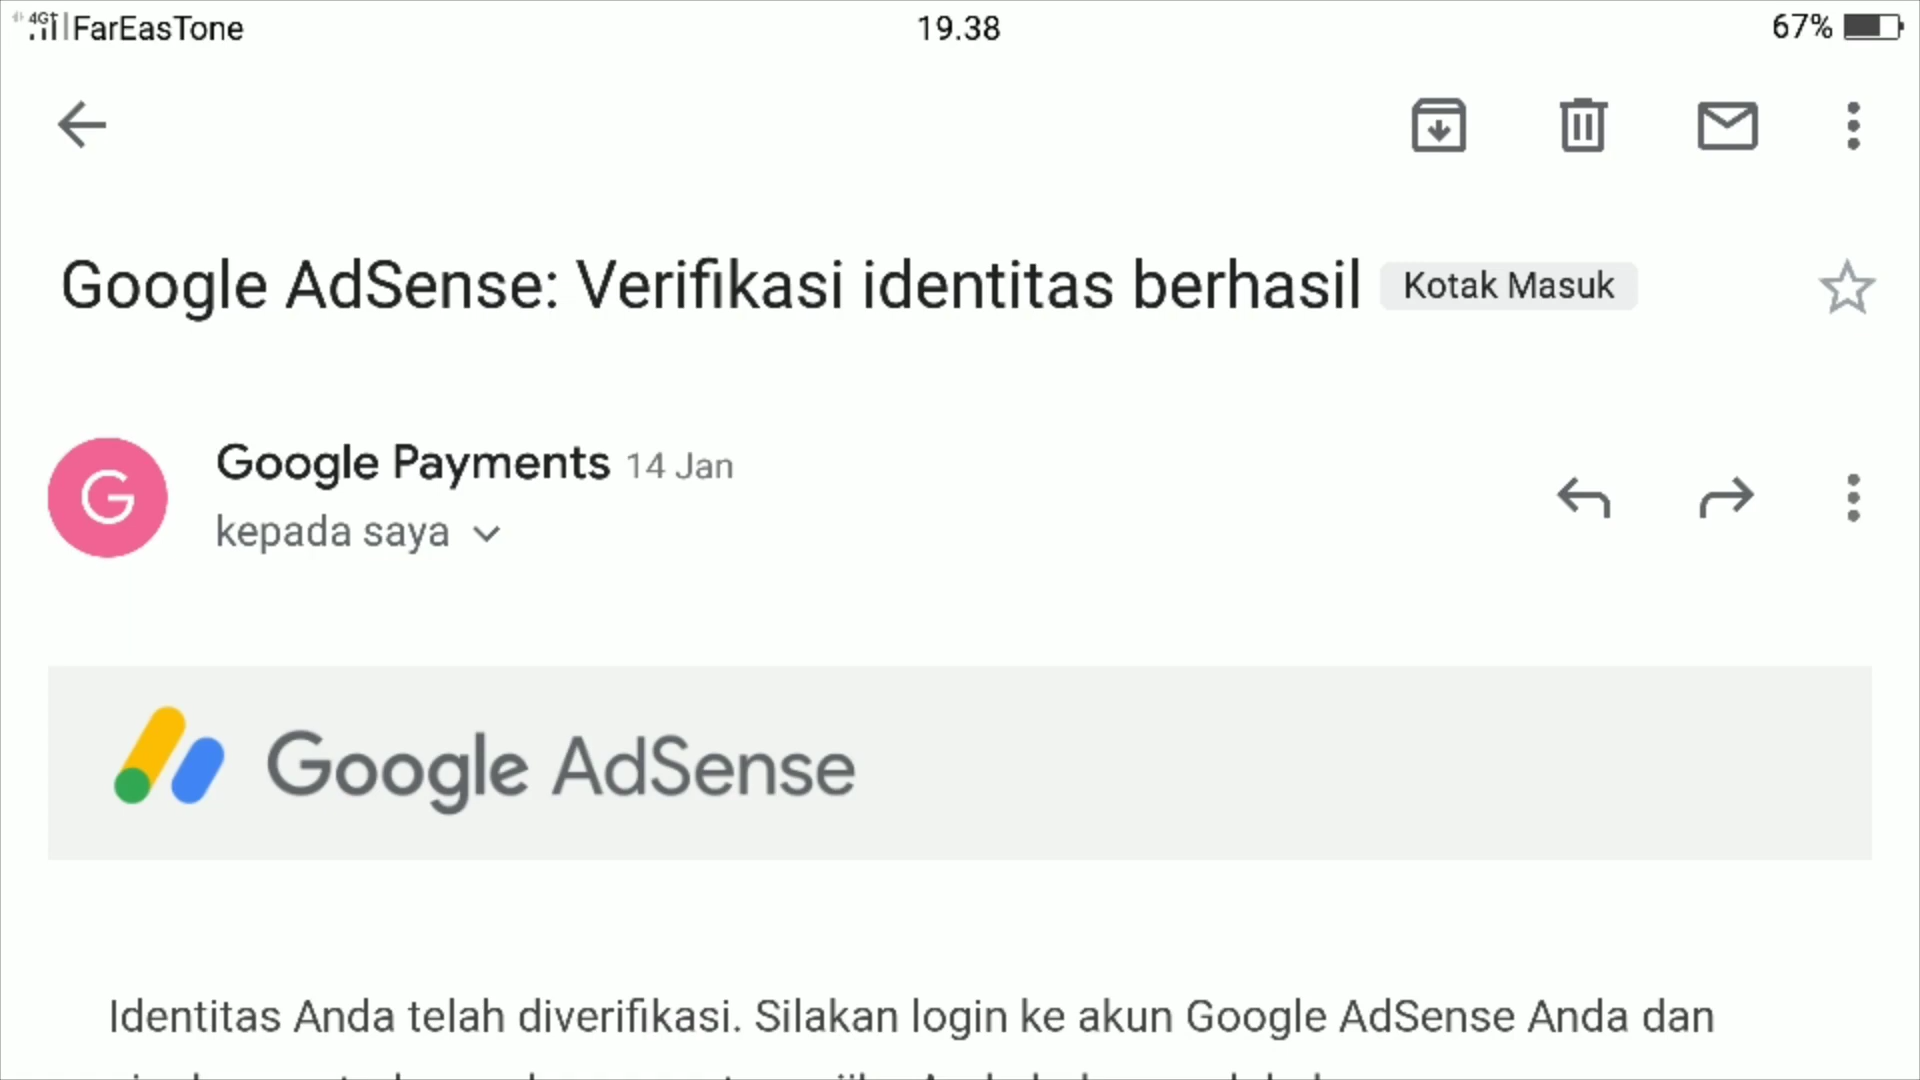 4G FarEasTone
19.38
67%
Google AdSense: Verifikasi identitas berhasil Kotak Masuk
G
Google Payments 14 Jan
kepada saya
Google AdSense
Identitas Anda telah diverifikasi. Silakan login ke akun Google AdSense Anda dan